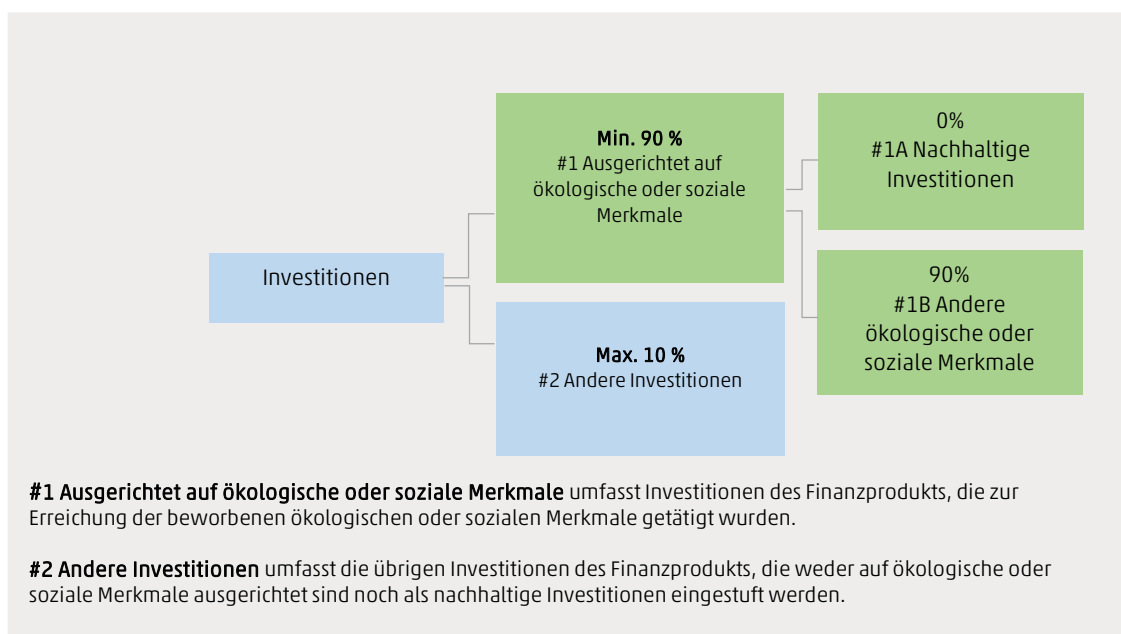 Investitionen
Min. 90 %
#1 Ausgerichtet auf
ökologische oder soziale
Merkmale
Max. 10 %
#2 Andere Investitionen
0%
#1A Nachhaltige
Investitionen
90%
#1B Andere
ökologische oder
soziale Merkmale
#1 Ausgerichtet auf ökologische oder soziale Merkmale umfasst Investitionen des Finanzprodukts, die zur
Erreichung der beworbenen ökologischen oder sozialen Merkmale getätigt wurden.
#2 Andere Investitionen umfasst die übrigen Investitionen des Finanzprodukts, die weder auf ökologische oder
soziale Merkmale ausgerichtet sind noch als nachhaltige Investitionen eingestuft werden.